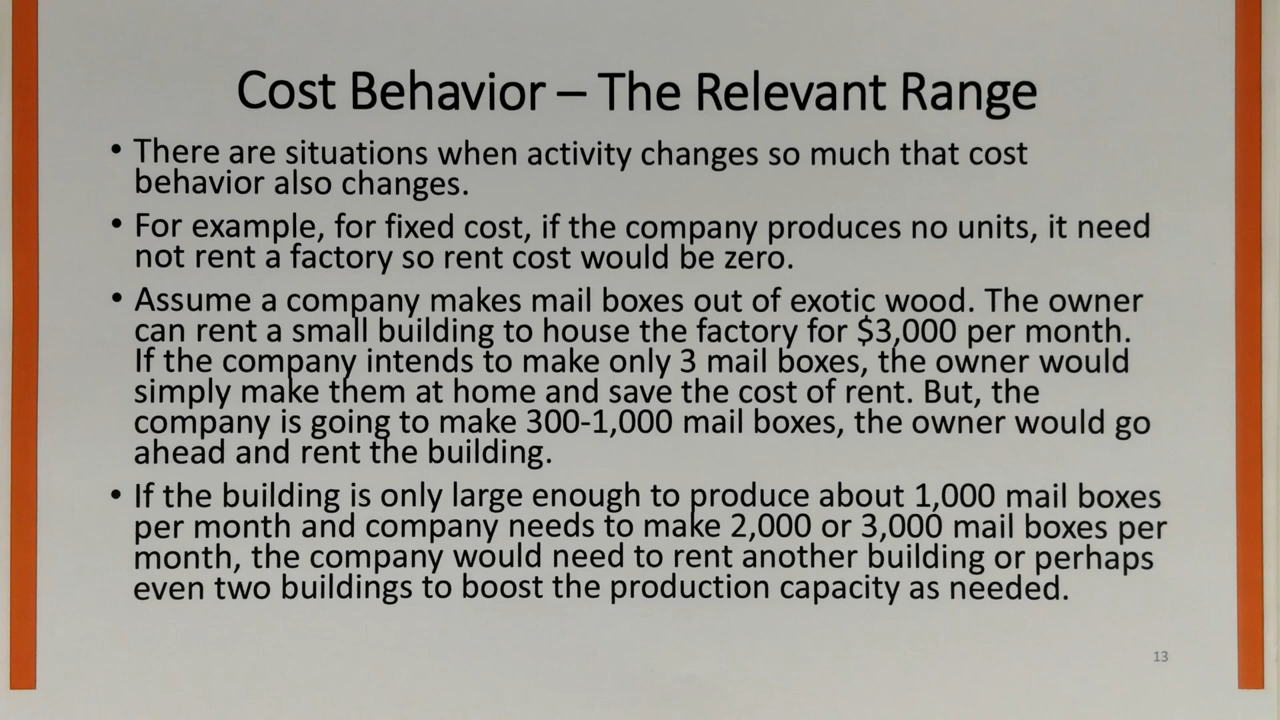 Cost Behavior – The Relevant Range
• There are situations when activity changes so much that cost
behavior also changes.
• For example, for fixed cost, if the company produces no units, it need
not rent a factory so rent cost would be zero.
• Assume a company makes mail boxes out of exotic wood. The owner
can rent a small building to house the factory for $3,000 per month.
If the company intends to make only 3 mail boxes, the owner would
simply make them at home and save the cost of rent. But, the
company is going to make 300-1,000 mail boxes, the owner would go
ahead and rent the building.
• If the building is only large enough to produce about 1,000 mail boxes
per month and company needs to make 2,000 or 3,000 mail boxes per
month, the company would need to rent another building or perhaps
even two buildings to boost the production capacity as needed.
13